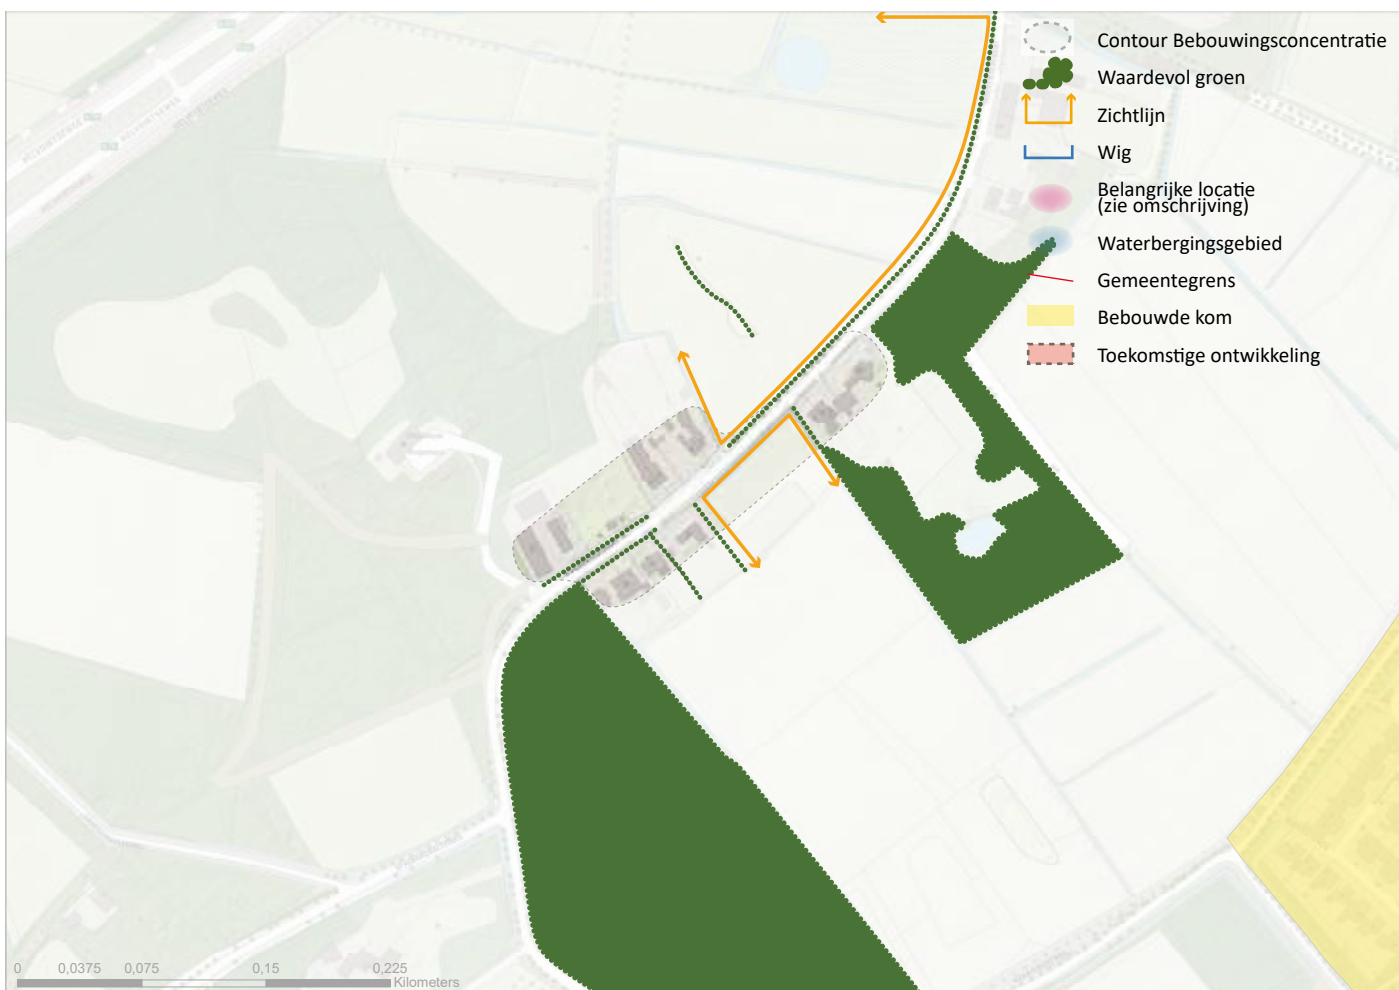 Contour Bebouwingsconcentratie
Waardevol groen
Zichtlijn
Wig
Belangrijke locatie
(zie omschrijving)
Waterbergingsgebied
Gemeentegrens
Bebouwde kom
Toekomstige ontwikkeling
0 0,0375 0,075 0,15 0,225
Kilometers